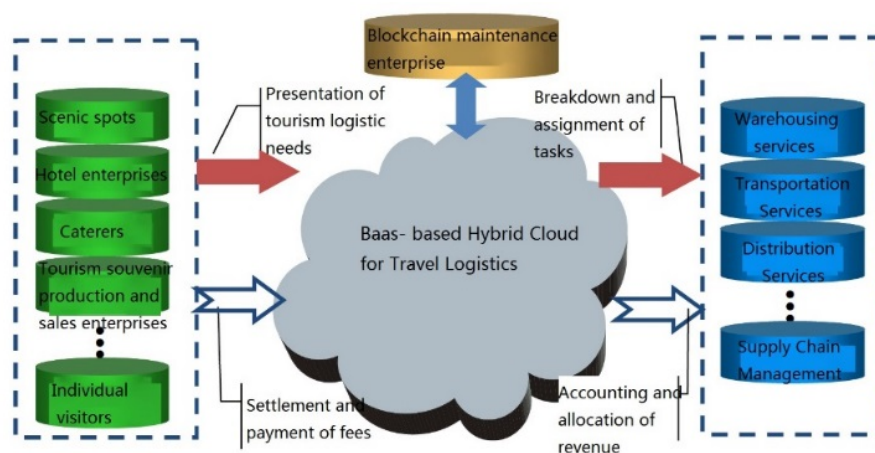 Blockchain maintenance
enterprise
Presentation of
tourism logistic
needs
Breakdown and
assignment of
tasks
Scenic spots
Hotel enterprises
Caterers
Tourism souvenir
production and
sales enterprises
Individual
visitors
Baas- based Hybrid Cloud
for Travel Logistics
Warehousing
services
Transportation
Services
Distribution
Services
Supply Chain
Management
Settlement and
payment of fees
Accounting and
allocation of
revenue